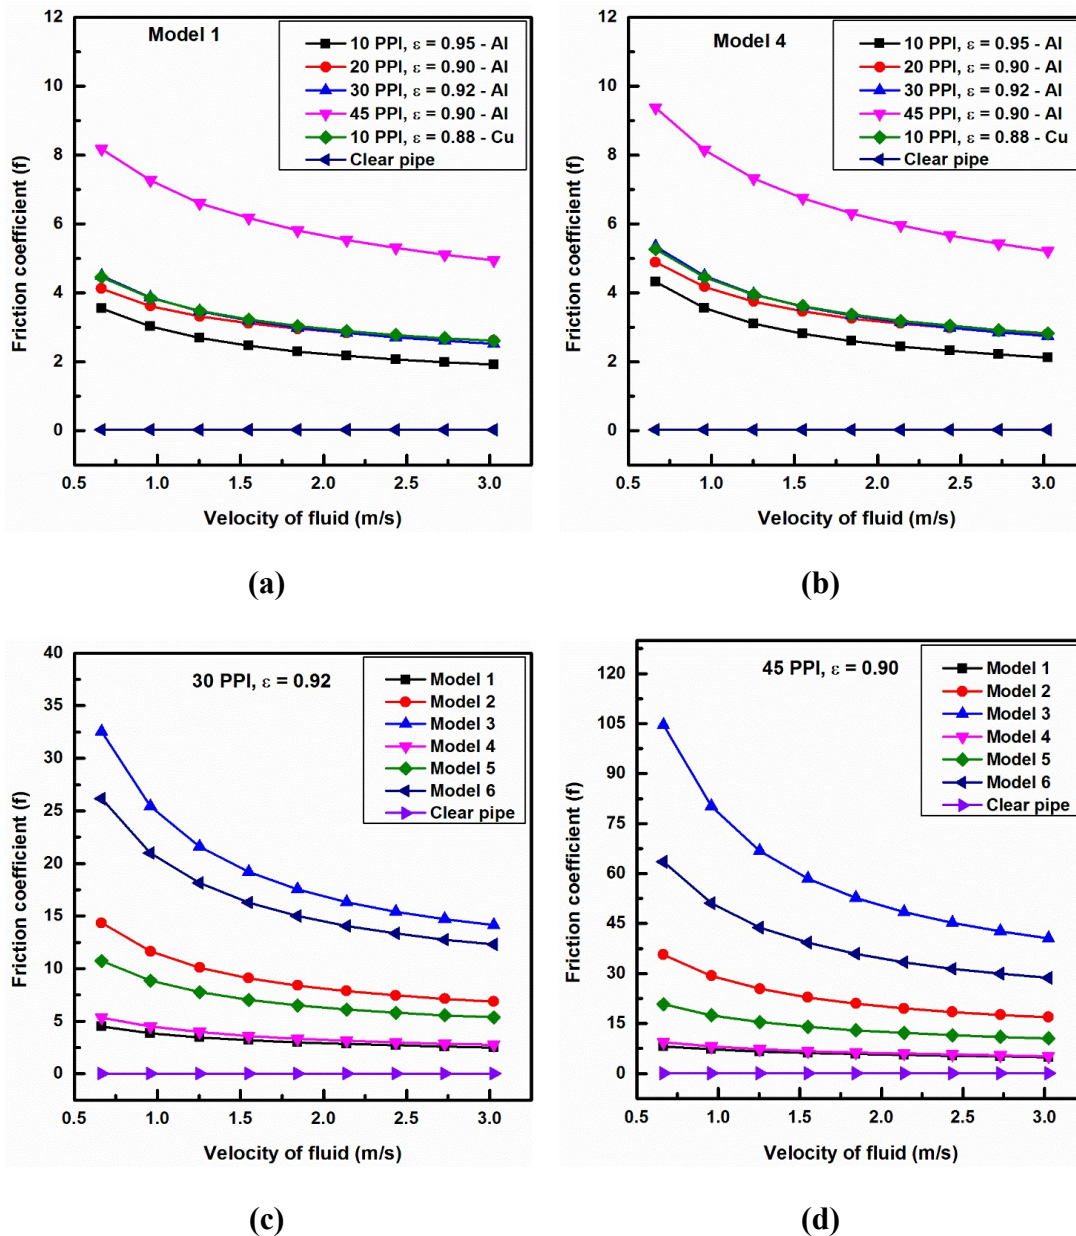 Model 1
10 PPI, ε = 0.95 - Al
20 PPI, ε = 0.90 - Al
30 PPI, ε = 0.92 - Al
45 PPI, ε = 0.90 - Al
10 PPI, ε = 0.88 - Cu
Clear pipe
Friction coefficient (f)
12
10
8
6
4
2
0
0.5 1.0 1.5 2.0 2.5 3.0
Velocity of fluid (m/s)
(a)
Model 4
10 PPI, ε = 0.95 - Al
20 PPI, ε = 0.90 - Al
30 PPI, ε = 0.92 - Al
45 PPI, ε = 0.90 - Al
10 PPI, ε = 0.88 - Cu
Clear pipe
Friction coefficient (f)
12
10
8
6
4
2
0
0.5 1.0 1.5 2.0 2.5 3.0
Velocity of fluid (m/s)
(b)
30 PPI, ε = 0.92
Model 1
Model 2
Model 3
Model 4
Model 5
Model 6
Clear pipe
Friction coefficient (f)
40
35
30
25
20
15
10
5
0
0.5 1.0 1.5 2.0 2.5 3.0
Velocity of fluid (m/s)
(c)
45 PPI, ε = 0.90
Model 1
Model 2
Model 3
Model 4
Model 5
Model 6
Clear pipe
Friction coefficient (f)
120
105
90
75
60
45
30
15
0
0.5 1.0 1.5 2.0 2.5 3.0
Velocity of fluid (m/s)
(d)